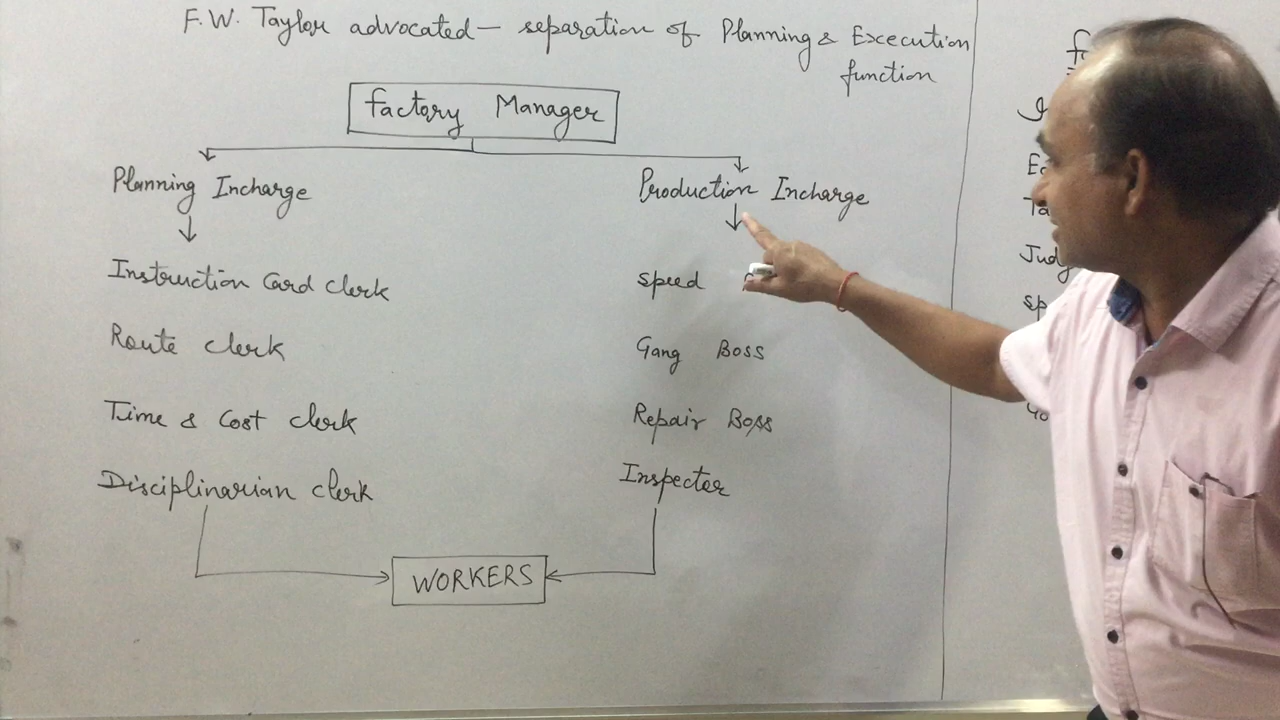 F.W. Taylor advocated— separation of Planning & Excecution
function
Factory Manager
Planning Incharge
Production Incharge
Instruction Card clerk
speed
Route clerk
Gang Boss
Time & Cost clerk
Repair Boss
Disciplinarian clerk
Inspecter
WORKERS